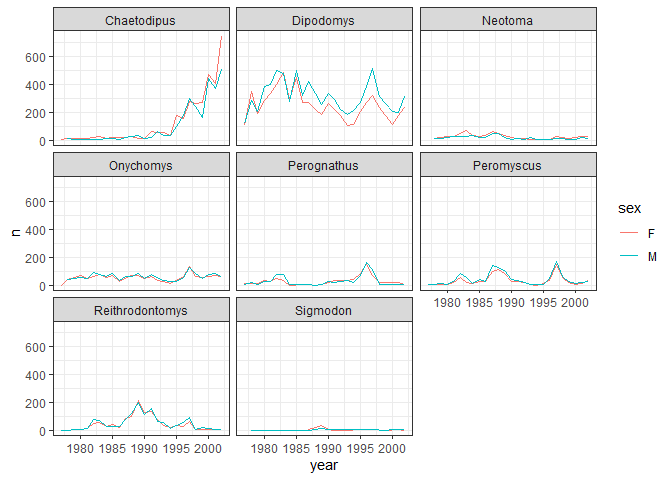 Chaetodipus Dipodomys Neotoma
600
400
200
0
Onychomys Perognathus Peromyscus
600
400
200
0
n
sex
F
M
1980 1985 1990 1995 2000
Reithrodontomys Sigmodon
600
400
200
0
1980 1985 1990 1995 2000 1980 1985 1990 1995 2000
year